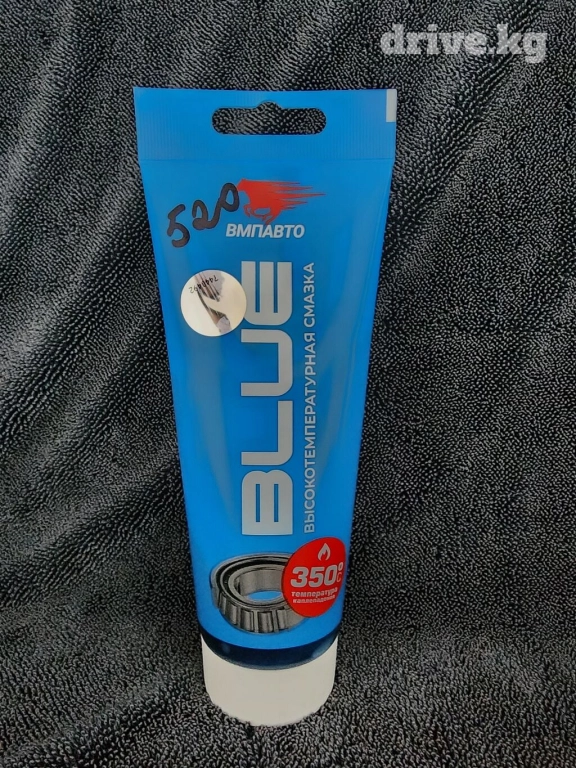 drive.kg
520
ВМПАВТО
BLUE
ВЫСОКОТЕМПЕРАТУРНАЯ СМАЗКА
350°C
температура
каплепадения